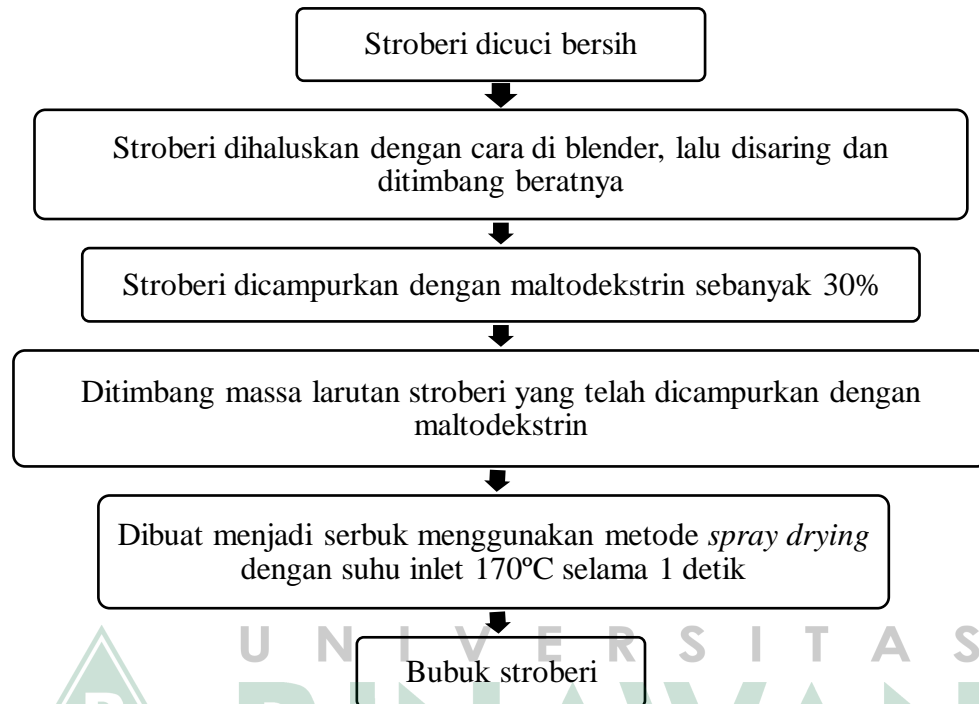 Stroberi dicuci bersih
Stroberi dihaluskan dengan cara di blender, lalu disaring dan
ditimbang beratnya
Stroberi dicampurkan dengan maltodekstrin sebanyak 30%
Ditimbang massa larutan stroberi yang telah dicampurkan dengan
maltodekstrin
Dibuat menjadi serbuk menggunakan metode spray drying
dengan suhu inlet 170ºC selama 1 detik
UNIVERSITAS
Bubuk stroberi